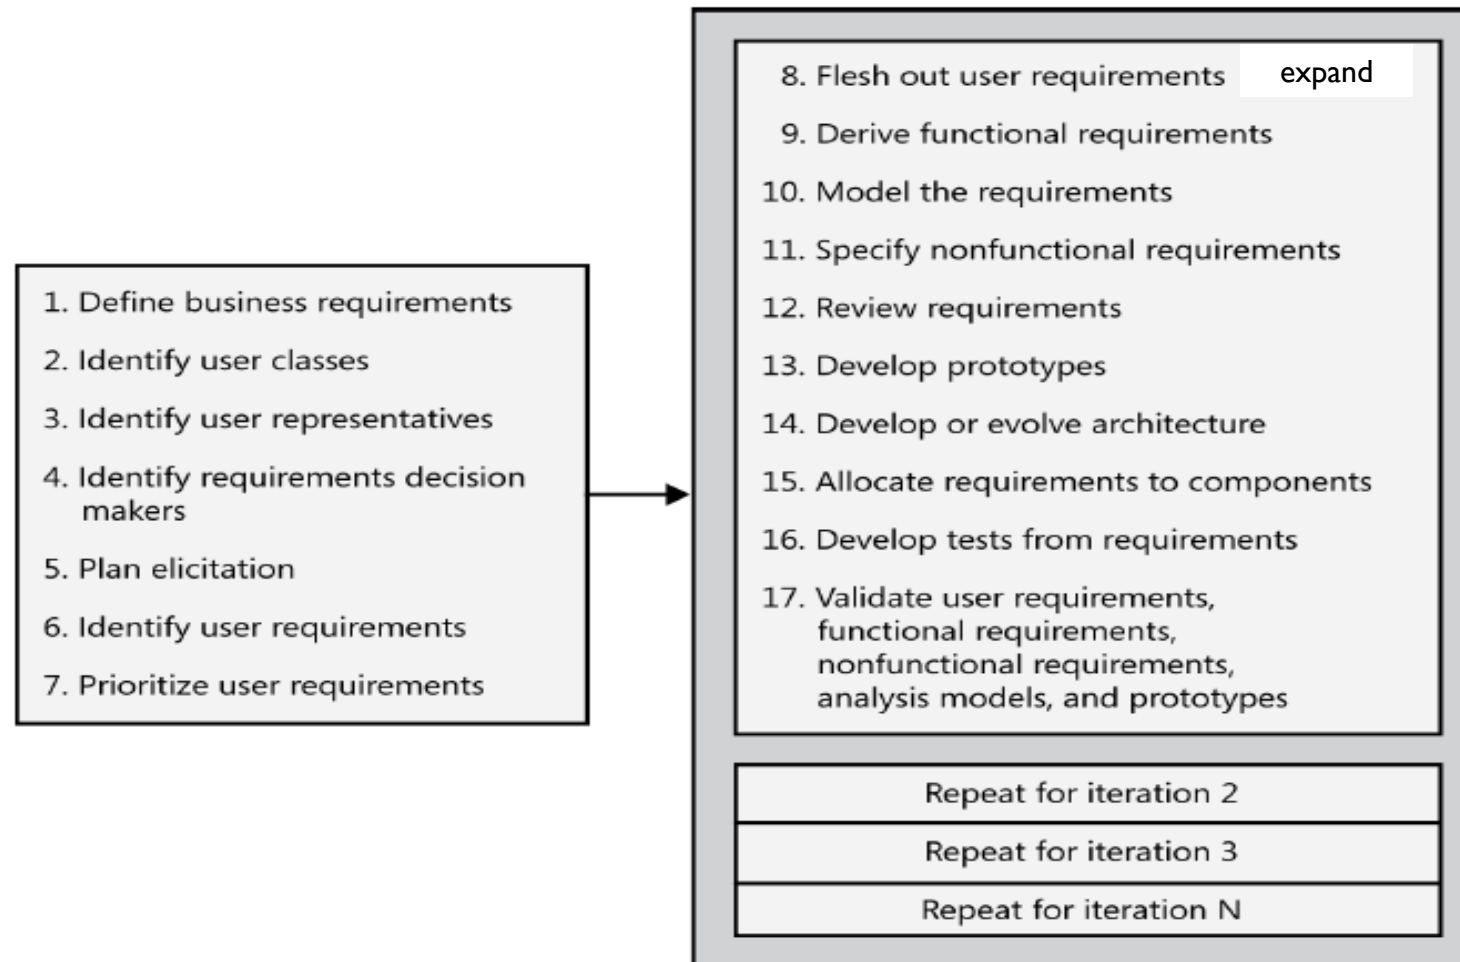 1. Define business requirements
2. Identify user classes
3. Identify user representatives
4. Identify requirements decision
makers
5. Plan elicitation
6. Identify user requirements
7. Prioritize user requirements
8. Flesh out user requirements expand
9. Derive functional requirements
10. Model the requirements
11. Specify nonfunctional requirements
12. Review requirements
13. Develop prototypes
14. Develop or evolve architecture
15. Allocate requirements to components
16. Develop tests from requirements
17. Validate user requirements,
functional requirements,
nonfunctional requirements,
analysis models, and prototypes
Repeat for iteration 2
Repeat for iteration 3
Repeat for iteration N